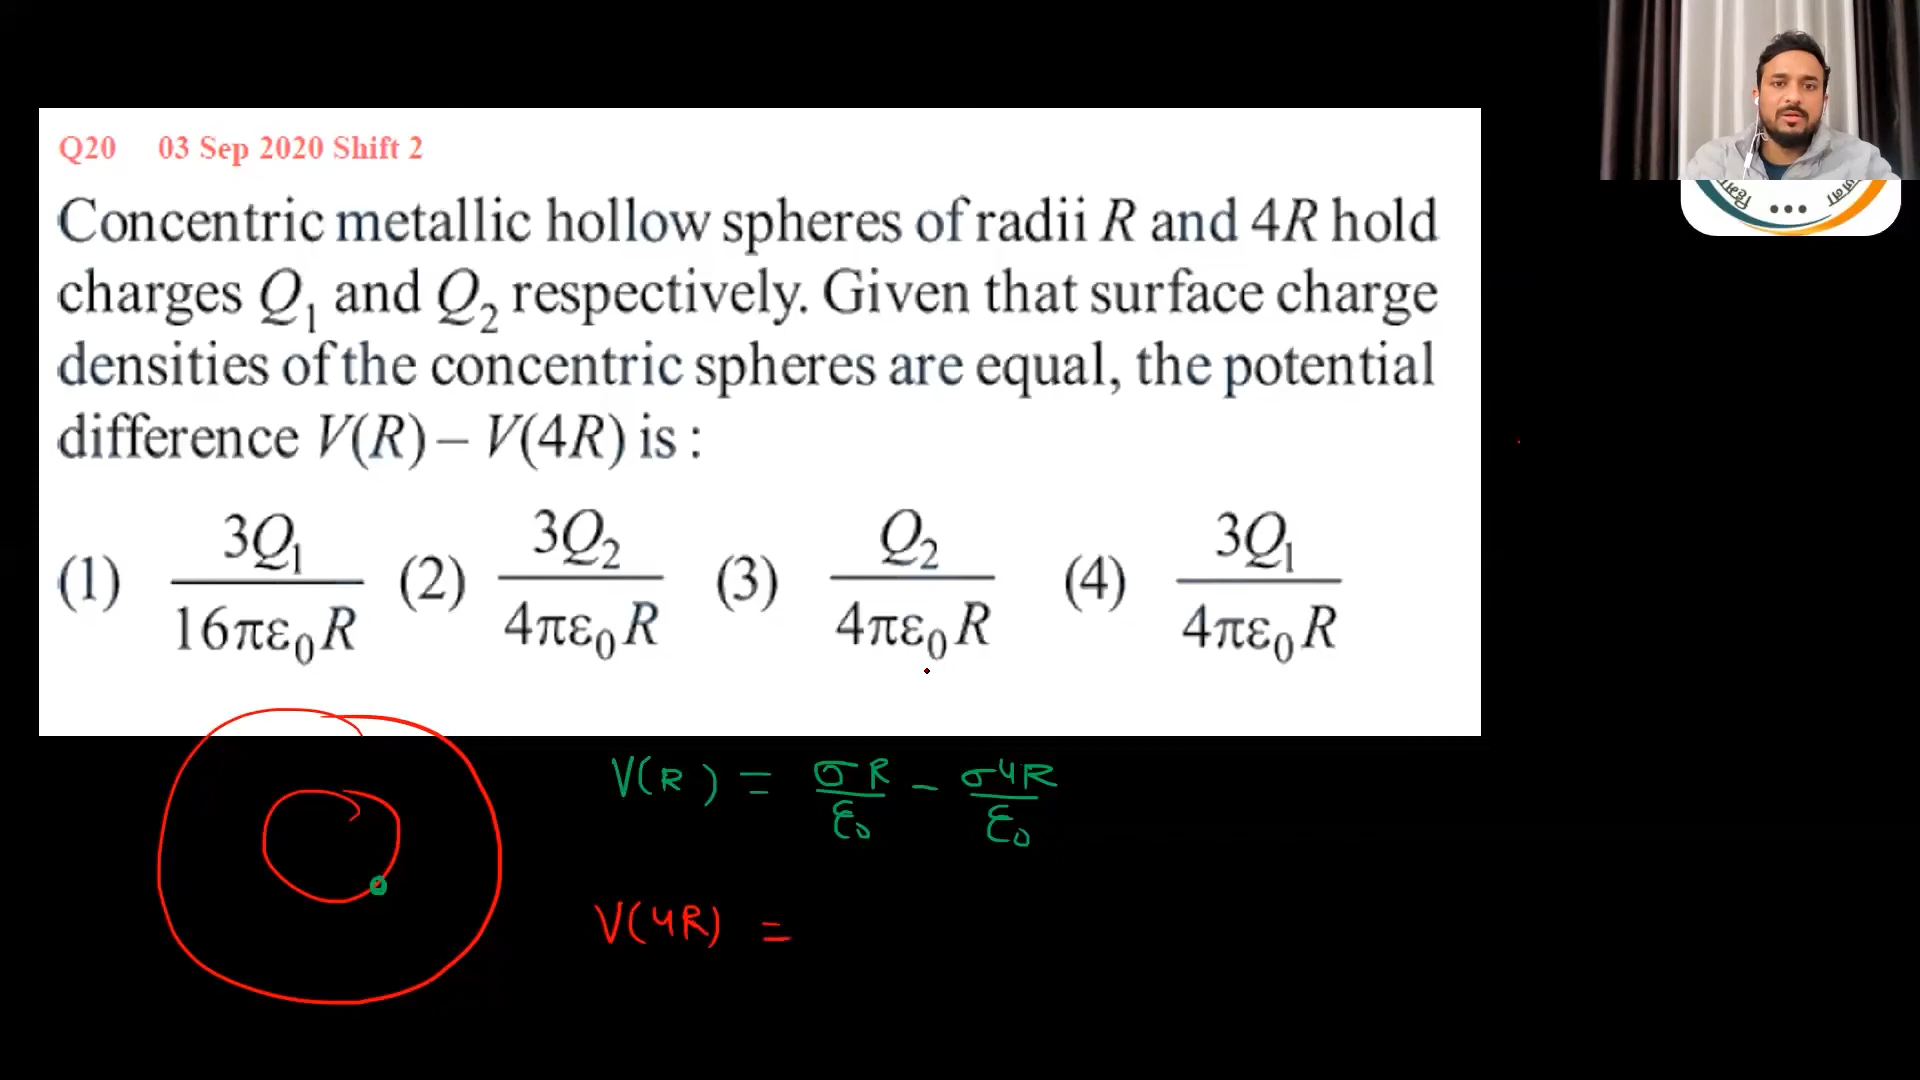 Q20 03 Sep 2020 Shift 2
Concentric metallic hollow spheres of radii R and 4R hold
charges Q₁ and Q₂ respectively. Given that surface charge
densities of the concentric spheres are equal, the potential
difference V(R) – V(4R) is :
(1) 3Q₁/16πε₀R (2) 3Q₂/4πε₀R (3) Q₂/4πε₀R (4) 3Q₁/4πε₀R
V(R) = σR/ε₀ - σ4R/ε₀
V(4R) =